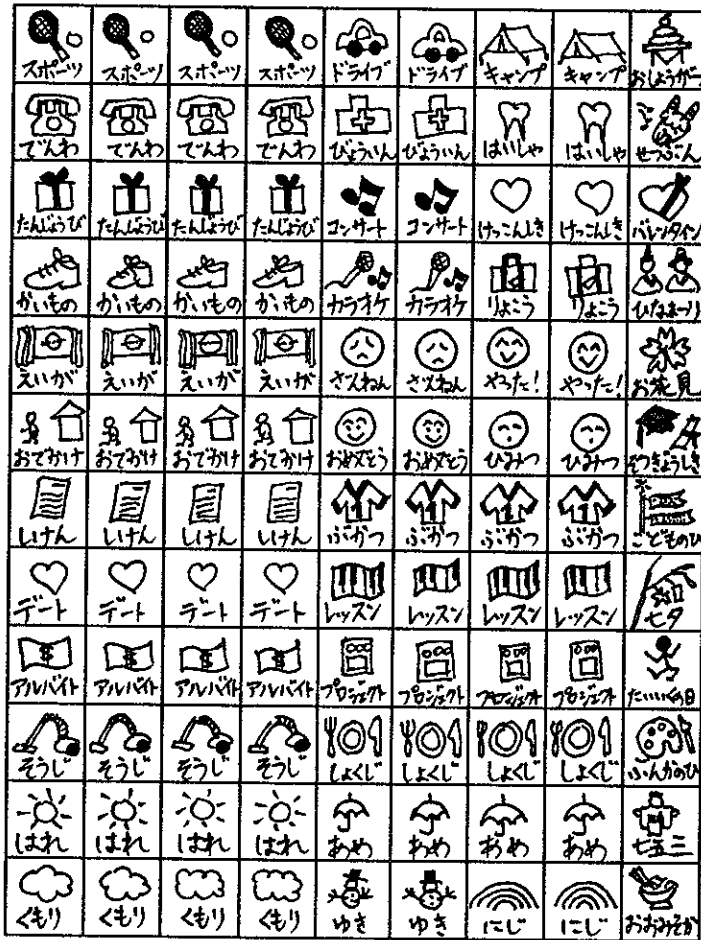 スポーツ スポーツ スポーツ スポーツ ドライブ ドライブ キャンプ キャンプ おしょうがつ
でんわ でんわ でんわ でんわ びょういん びょういん はいしゃ はいしゃ せつぶん
たんじょうび たんじょうび たんじょうび たんじょうび コンサート コンサート けっこんしき けっこんしき バレンタイン
かいもの かいもの かいもの かいもの カラオケ カラオケ りょこう りょこう ひなまつり
えいが えいが えいが えいが ざんねん ざんねん やった! やった! お花見
おでかけ おでかけ おでかけ おでかけ おめでとう おめでとう ひみつ ひみつ そつぎょうしき
しけん しけん しけん しけん ぶかつ ぶかつ ぶかつ ぶかつ こどものひ
デート デート デート デート レッスン レッスン レッスン レッスン 七夕
アルバイト アルバイト アルバイト アルバイト プロジェクト プロジェクト プロジェクト プロジェクト たいいくの日
そうじ そうじ そうじ そうじ しょくじ しょくじ しょくじ しょくじ ぶんかのひ
はれ はれ はれ はれ あめ あめ あめ あめ 七五三
くもり くもり くもり くもり ゆき ゆき にじ にじ おおみそか